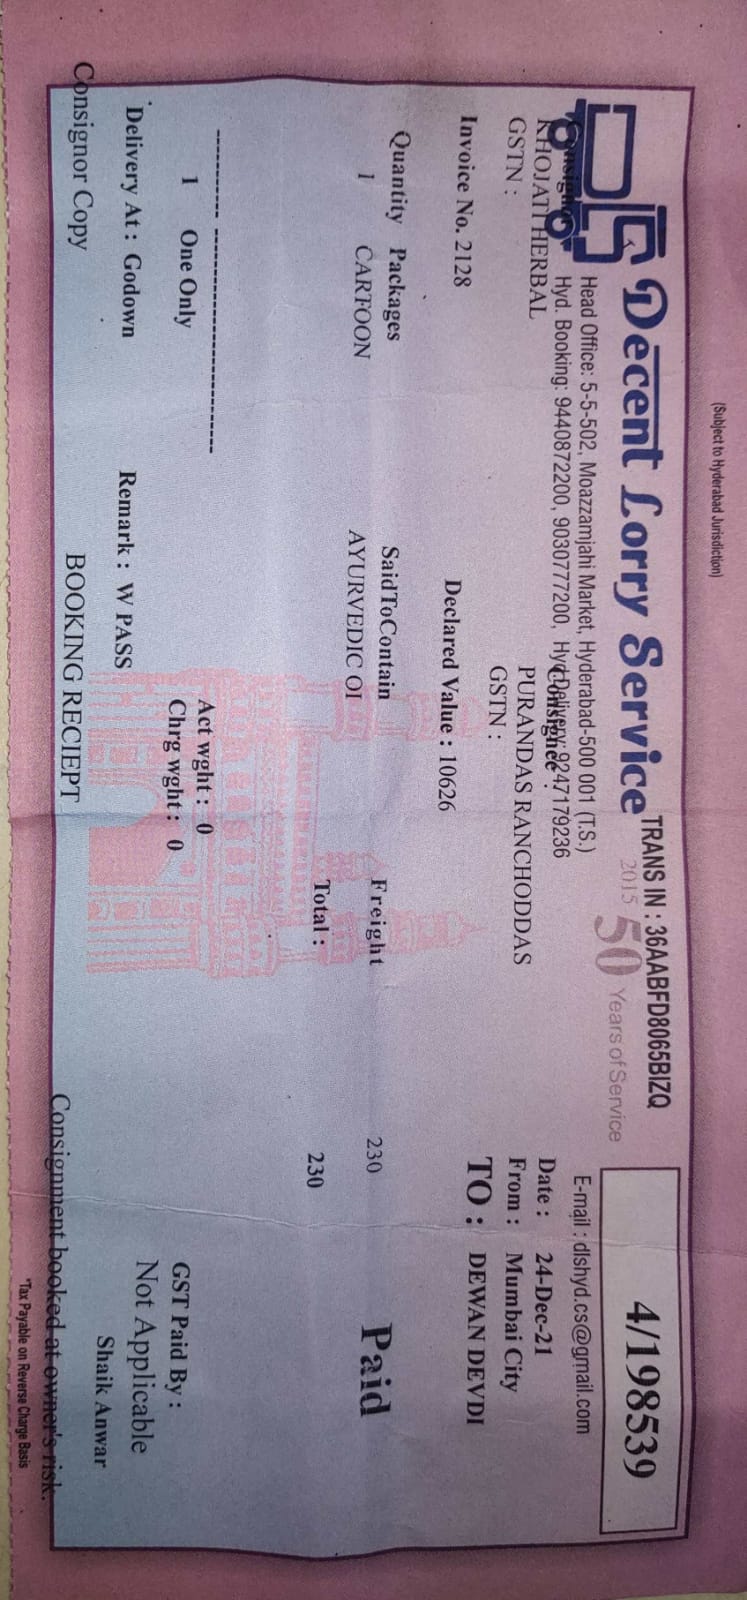 (Subject to Hyderabad Jurisdiction)
DLS Decent Lorry Service
TRANS IN : 36AABFD8065BIZQ
2015 50 Years of Service
4/198539
Head Office: 5-5-502, Moazzamjahi Market, Hyderabad-500 001 (T.S.)
E-mail : dlshyd.cs@gmail.com
Hyd. Booking: 9440872200, 9030777200, Hyd Delivery: 9247179236
Consignor
Consignee :
Date : 24-Dec-21
KHOJATI HERBAL
PURANDAS RANCHODDAS
From : Mumbai City
GSTN :
GSTN :
TO : DEWAN DEVDI
Invoice No. 2128
Declared Value : 10626
Quantity Packages SaidToContain Freight 230
1 CARTOON AYURVEDIC OI
Paid
Total : 230
1 One Only
Act wght : 0
Chrg wght : 0
GST Paid By :
Not Applicable
Delivery At : Godown
Remark : W PASS
Shaik Anwar
Consignor Copy
BOOKING RECIEPT
Consignment booked at owner's risk.
*Tax Payable on Reverse Charge Basis